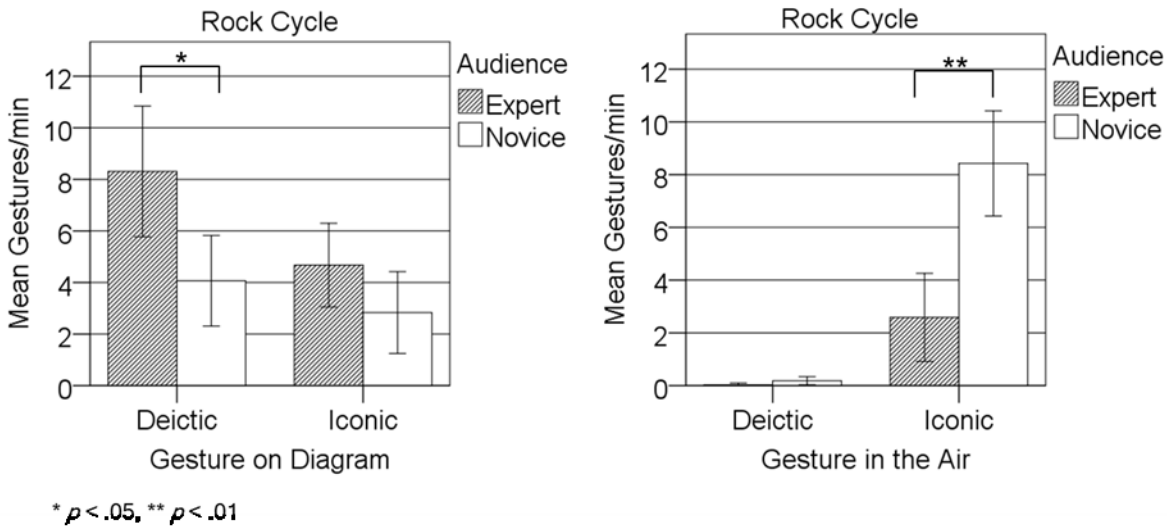 Rock Cycle
*
Audience
Expert
Novice
Mean Gestures/min
12
10
8
6
4
2
0
Deictic
Iconic
Gesture on Diagram
Rock Cycle
**
Audience
Expert
Novice
Mean Gestures/min
12
10
8
6
4
2
0
Deictic
Iconic
Gesture in the Air
* p < .05, ** p < .01